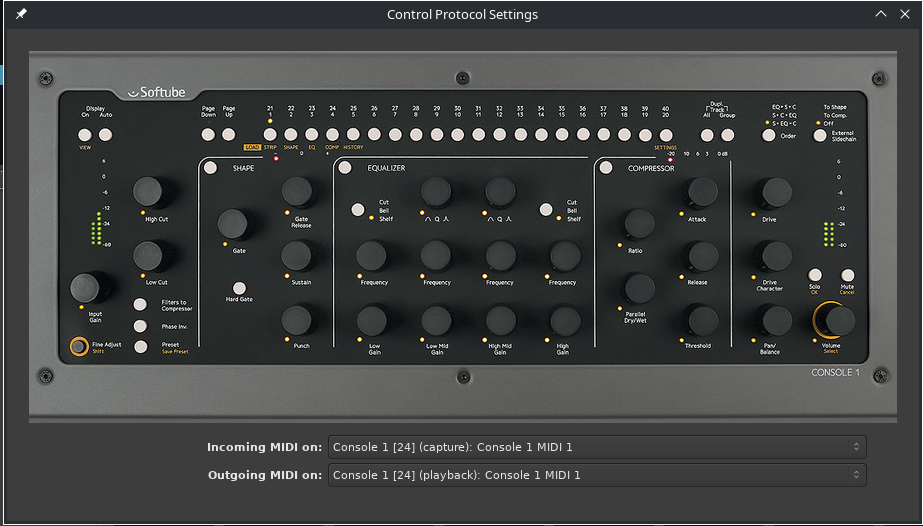 Control Protocol Settings
Softube
Display
On Auto
VIEW
Page Down
Page Up
21 22 23 24 25 26 27 28 29 30 31 32 33 34 35 36 37 38 39 40
1 2 3 4 5 6 7 8 9 10 11 12 13 14 15 16 17 18 19 20
LOAD STRIP SHAPE EQ COMP HISTORY
SETTINGS
Dupl. Track
All Group
EQ • S • C
S • C • EQ
S • EQ • C
Order
To Shape
To Comp.
Off
External Sidechain
6
0
-6
-12
-24
-60
High Cut
Low Cut
Input Gain
Filters to Compressor
Phase Inv.
Preset
Save Preset
Fine Adjust
Shift
SHAPE
0
Gate Release
Gate
Sustain
Hard Gate
Punch
EQUALIZER
Cut
Bell
Shelf
Q
Q
Cut
Bell
Shelf
Frequency
Frequency
Frequency
Frequency
Low Gain
Low Mid Gain
High Mid Gain
High Gain
COMPRESSOR
-20 10 6 3 0 dB
Attack
Ratio
Release
Parallel Dry/Wet
Threshold
Drive
Drive Character
Pan/ Balance
6
0
-6
-12
-24
-60
Solo
OK
Mute
Cancel
Volume
Select
CONSOLE 1
Incoming MIDI on: Console 1 [24] (capture): Console 1 MIDI 1
Outgoing MIDI on: Console 1 [24] (playback): Console 1 MIDI 1